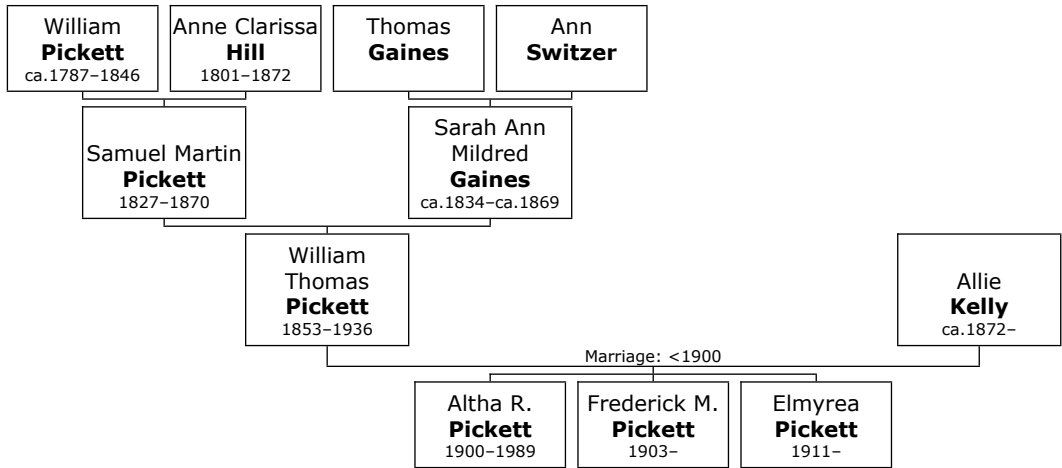 William
Pickett
ca.1787–1846
Anne Clarissa
Hill
1801–1872
Thomas
Gaines
Ann
Switzer
Samuel Martin
Pickett
1827–1870
Sarah Ann
Mildred
Gaines
ca.1834–ca.1869
William
Thomas
Pickett
1853–1936
Allie
Kelly
ca.1872–
Marriage: <1900
Altha R.
Pickett
1900–1989
Frederick M.
Pickett
1903–
Elmyrea
Pickett
1911–